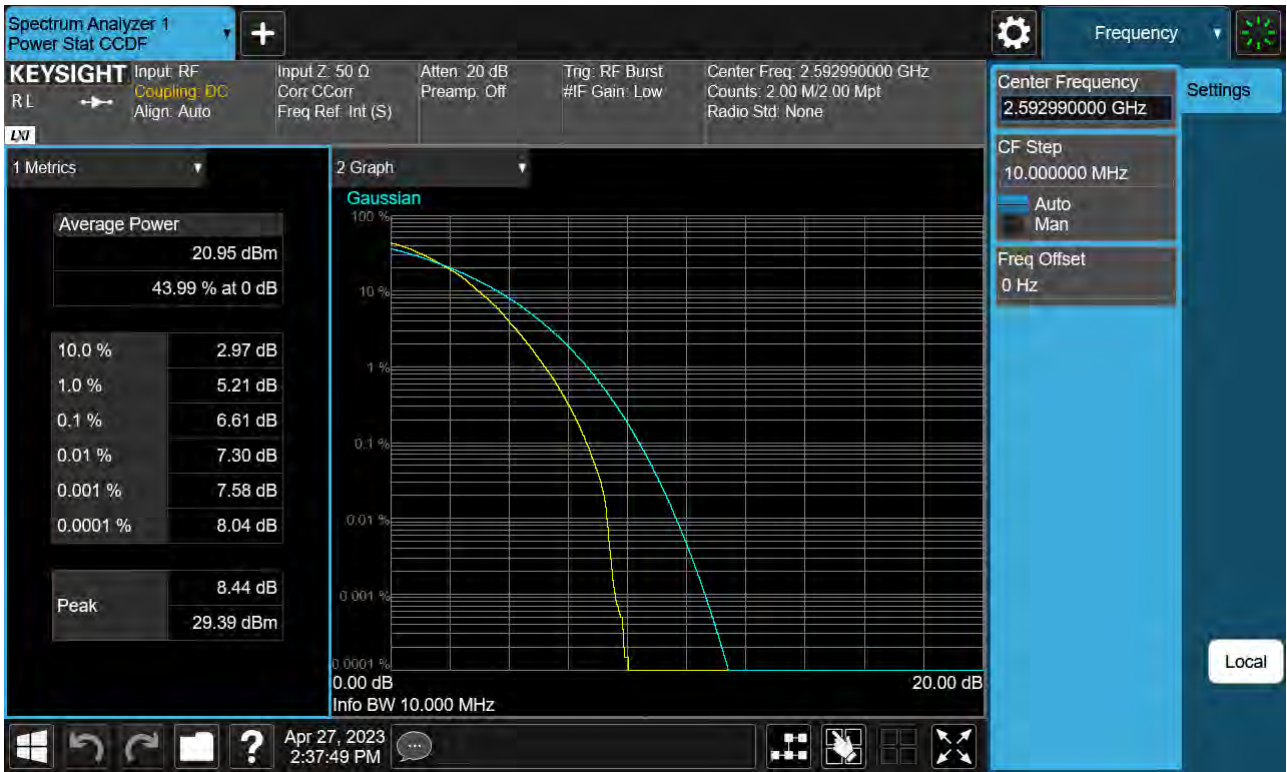 Spectrum Analyzer 1
Power Stat CCDF
Frequency
KEYSIGHT
RL
LXI
Input: RF
Coupling: DC
Align: Auto
Input Z: 50 Ω
Corr CCorr
Freq Ref: Int (S)
Atten: 20 dB
Preamp: Off
Trig: RF Burst
#IF Gain: Low
Center Freq: 2.592990000 GHz
Counts: 2.00 M/2.00 Mpt
Radio Std: None
Center Frequency
2.592990000 GHz
Settings
CF Step
10.000000 MHz
Auto
Man
Freq Offset
0 Hz
1 Metrics
Average Power
20.95 dBm
43.99 % at 0 dB
10.0 % 2.97 dB
1.0 % 5.21 dB
0.1 % 6.61 dB
0.01 % 7.30 dB
0.001 % 7.58 dB
0.0001 % 8.04 dB
Peak
8.44 dB
29.39 dBm
2 Graph
Gaussian
100 %
10 %
1 %
0.1 %
0.01 %
0.001 %
0.0001 %
0.00 dB 20.00 dB
Info BW 10.000 MHz
Local
?
Apr 27, 2023
2:37:49 PM